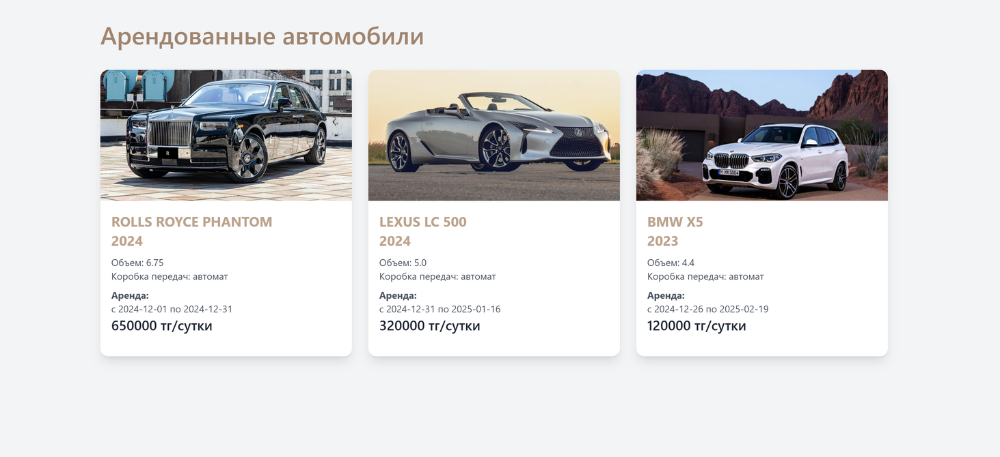 Арендованные автомобили
ROLLS ROYCE PHANTOM
2024
Объем: 6.75
Коробка передач: автомат
Аренда:
с 2024-12-01 по 2024-12-31
650000 тг/сутки
LEXUS LC 500
2024
Объем: 5.0
Коробка передач: автомат
Аренда:
с 2024-12-31 по 2025-01-16
320000 тг/сутки
BMW X5
2023
Объем: 4.4
Коробка передач: автомат
Аренда:
с 2024-12-26 по 2025-02-19
120000 тг/сутки